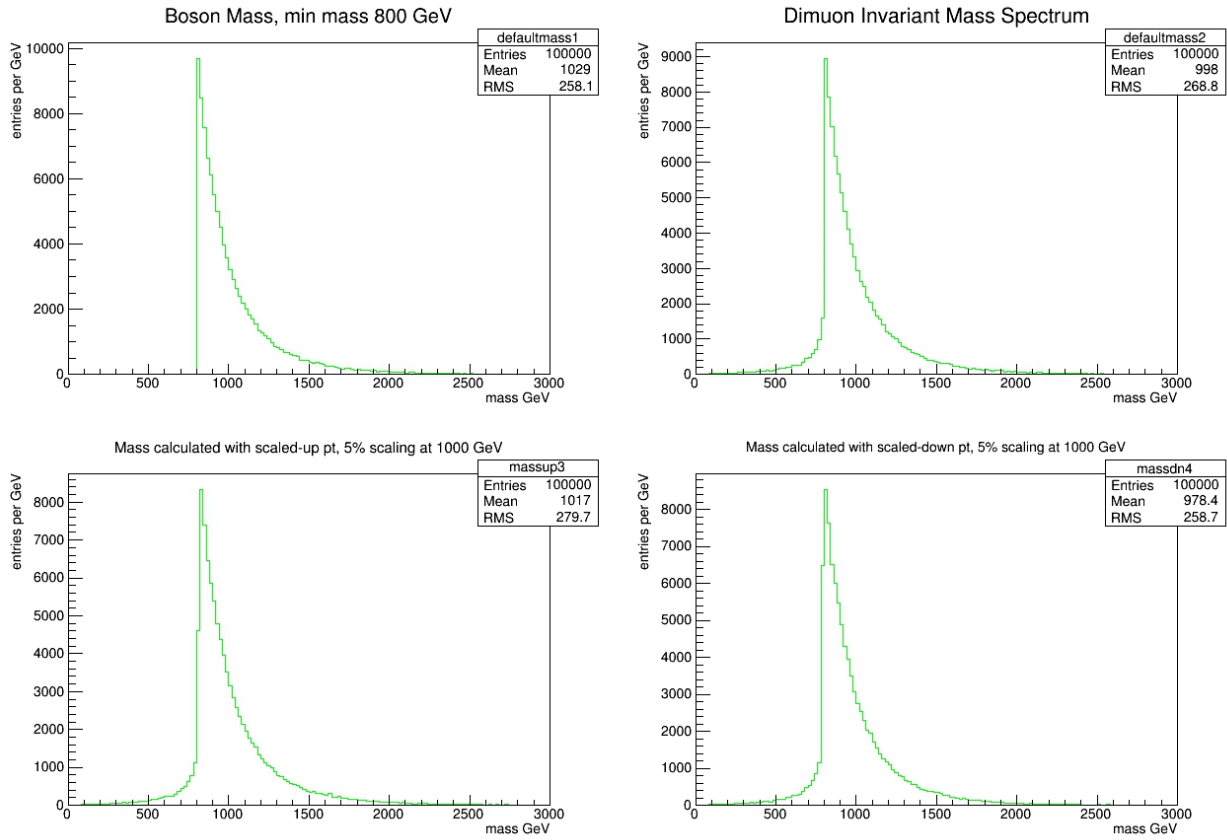 Boson Mass, min mass 800 GeV
defaultmass1
Entries 100000
Mean 1029
RMS 258.1
entries per GeV
10000
8000
6000
4000
2000
0
0 500 1000 1500 2000 2500 3000
mass GeV
Dimuon Invariant Mass Spectrum
defaultmass2
Entries 100000
Mean 998
RMS 268.8
entries per GeV
9000
8000
7000
6000
5000
4000
3000
2000
1000
0
0 500 1000 1500 2000 2500 3000
mass GeV
Mass calculated with scaled-up pt, 5% scaling at 1000 GeV
massup3
Entries 100000
Mean 1017
RMS 279.7
entries per GeV
8000
7000
6000
5000
4000
3000
2000
1000
0
0 500 1000 1500 2000 2500 3000
mass GeV
Mass calculated with scaled-down pt, 5% scaling at 1000 GeV
massdn4
Entries 100000
Mean 978.4
RMS 258.7
entries per GeV
8000
7000
6000
5000
4000
3000
2000
1000
0
0 500 1000 1500 2000 2500 3000
mass GeV